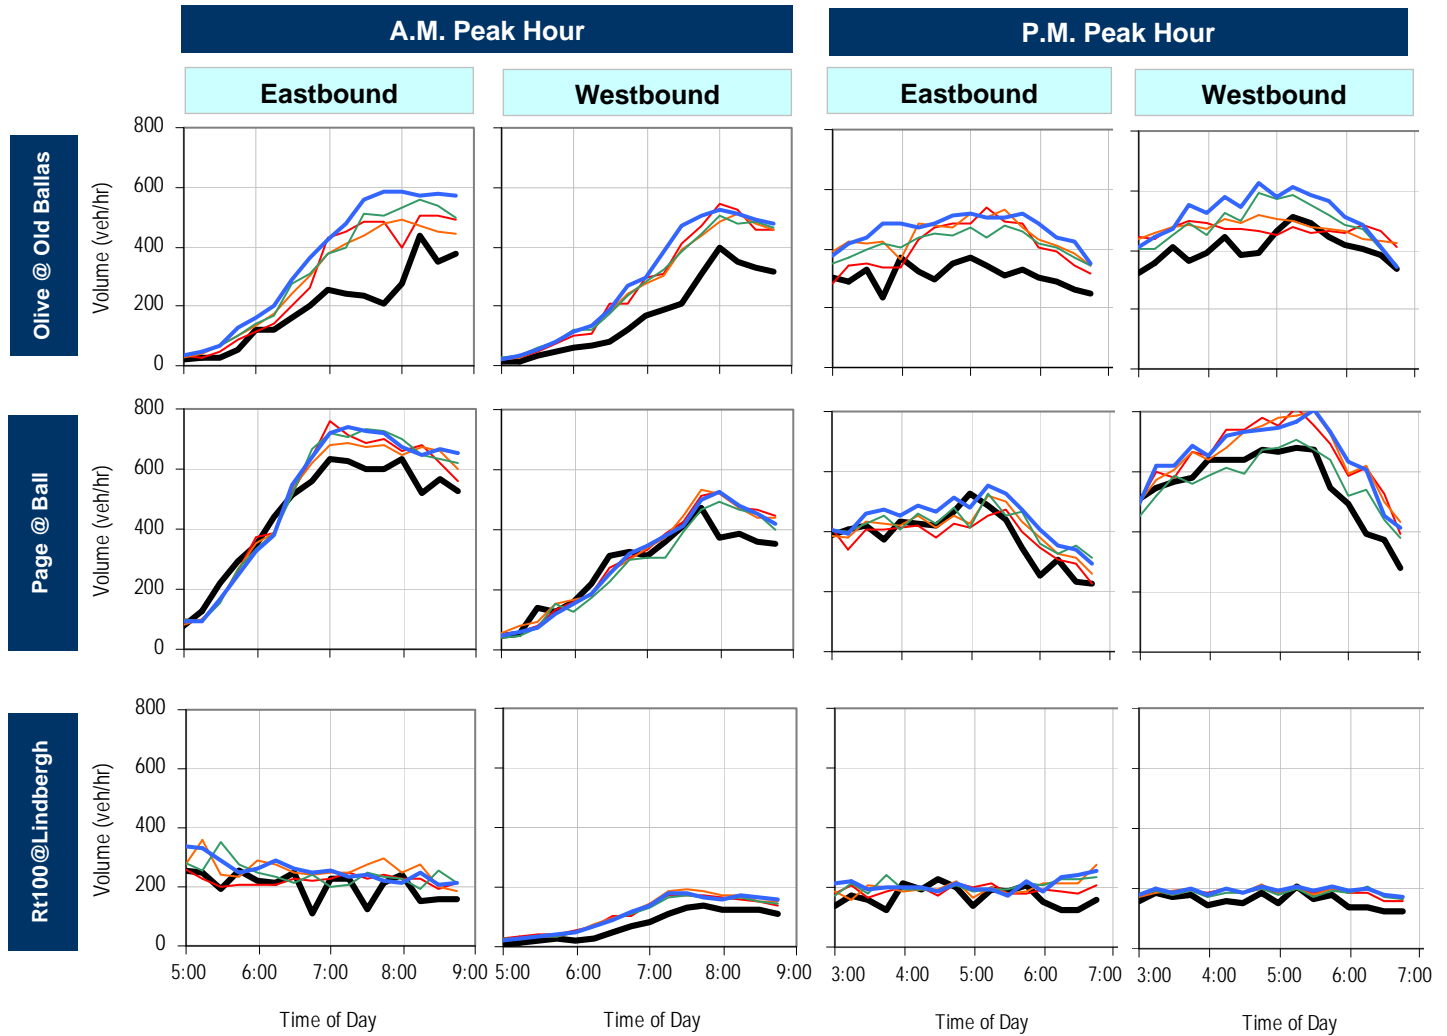 A.M. Peak Hour
P.M. Peak Hour
Eastbound
Westbound
Eastbound
Westbound
Olive @ Old Ballas
Volume (veh/hr)
800
600
400
200
0
Page @ Ball
Volume (veh/hr)
800
600
400
200
0
Rt100@Lindbergh
Volume (veh/hr)
800
600
400
200
0
5:00 6:00 7:00 8:00 9:00
5:00 6:00 7:00 8:00 9:00
3:00 4:00 5:00 6:00 7:00
3:00 4:00 5:00 6:00 7:00
Time of Day
Time of Day
Time of Day
Time of Day